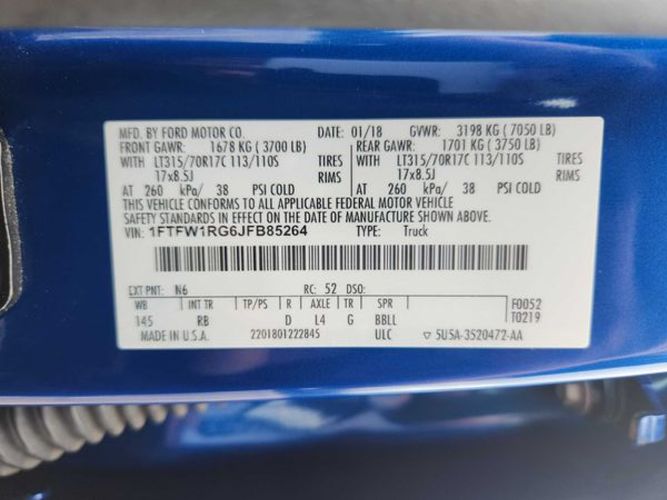 MFD. BY FORD MOTOR CO. DATE: 01/18 GVWR: 3198 KG ( 7050 LB)
FRONT GAWR: 1678 KG ( 3700 LB) REAR GAWR: 1701 KG ( 3750 LB)
WITH LT315/70R17C 113/110S TIRES WITH LT315/70R17C 113/110S TIRES
17x8.5J RIMS 17x8.5J RIMS
AT 260 kPa/ 38 PSI COLD AT 260 kPa/ 38 PSI COLD
THIS VEHICLE CONFORMS TO ALL APPLICABLE FEDERAL MOTOR VEHICLE
SAFETY STANDARDS IN EFFECT ON THE DATE OF MANUFACTURE SHOWN ABOVE.
VIN: 1FTFW1RG6JFB85264 TYPE: Truck
EXT PNT: N6 RC: 52 DSO: F0052
WB INT TR TP/PS R AXLE TR SPR T0219
145 RB D L4 G BBLL
MADE IN U.S.A. 2201801222845 ULC ▽ 5U5A-3520472-AA